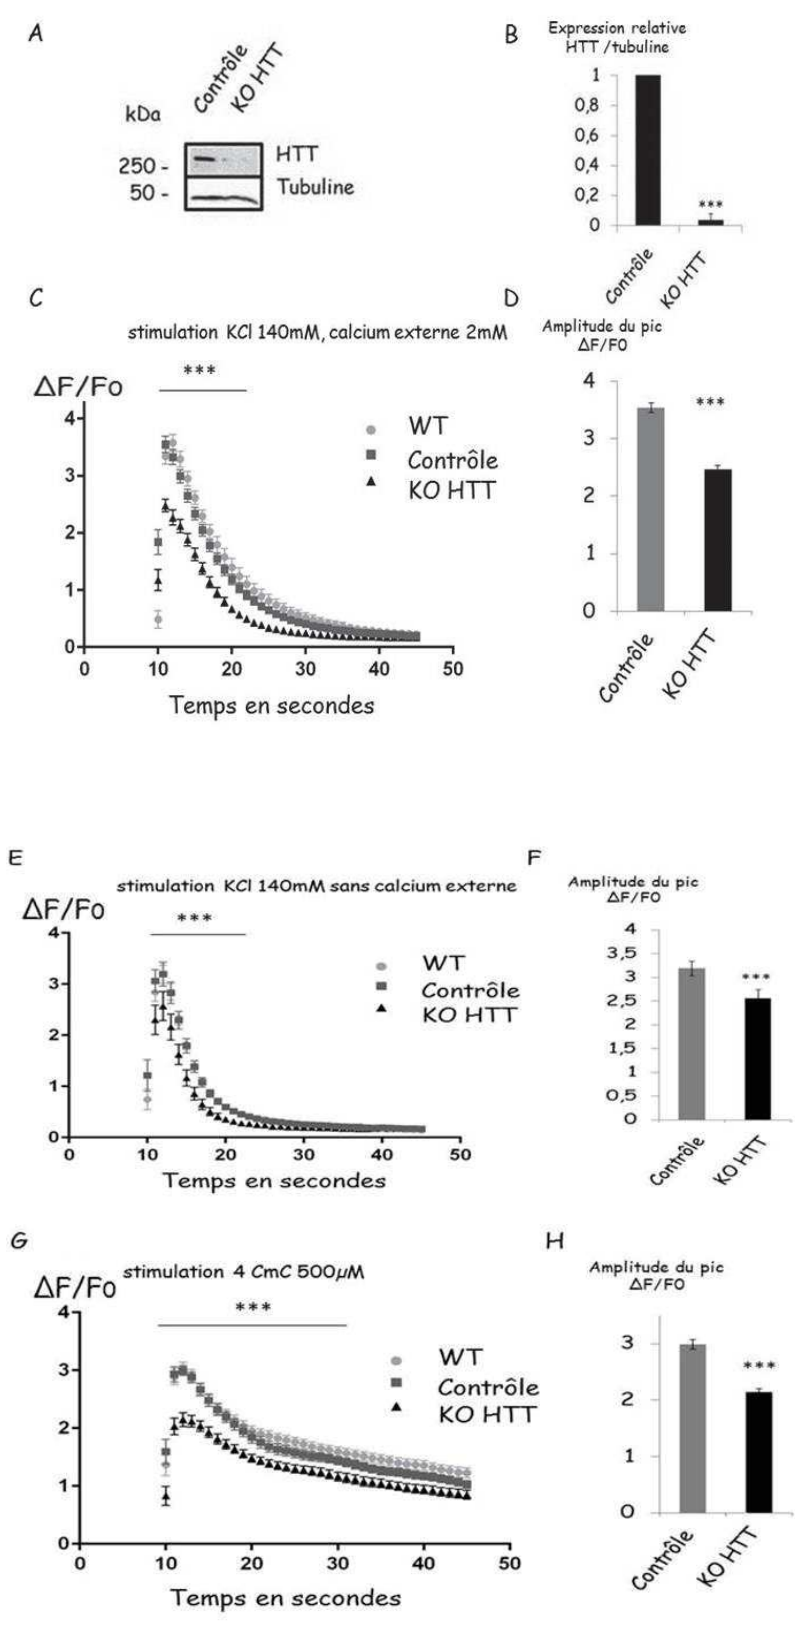 A
Contrôle
KO HTT
kDa
250 -
HTT
50 -
Tubuline
B
Expression relative
HTT /tubuline
1
0,8
0,6
0,4
0,2
0
***
Contrôle
KO HTT
C
stimulation KCl 140mM, calcium externe 2mM
ΔF/Fo
***
4
3
2
1
0
WT
Contrôle
KO HTT
0 10 20 30 40 50
Temps en secondes
D
Amplitude du pic
ΔF/F0
4
3
2
1
0
***
Contrôle
KO HTT
E
stimulation KCl 140mM sans calcium externe
ΔF/Fo
***
4
3
2
1
0
WT
Contrôle
KO HTT
0 10 20 30 40 50
Temps en secondes
F
Amplitude du pic
ΔF/F0
4
3,5
3
2,5
2
1,5
1
0,5
0
***
Contrôle
KO HTT
G
stimulation 4 CmC 500µM
ΔF/Fo
***
4
3
2
1
0
WT
Contrôle
KO HTT
0 10 20 30 40 50
Temps en secondes
H
Amplitude du pic
ΔF/F0
3
2
1
0
***
Contrôle
KO HTT